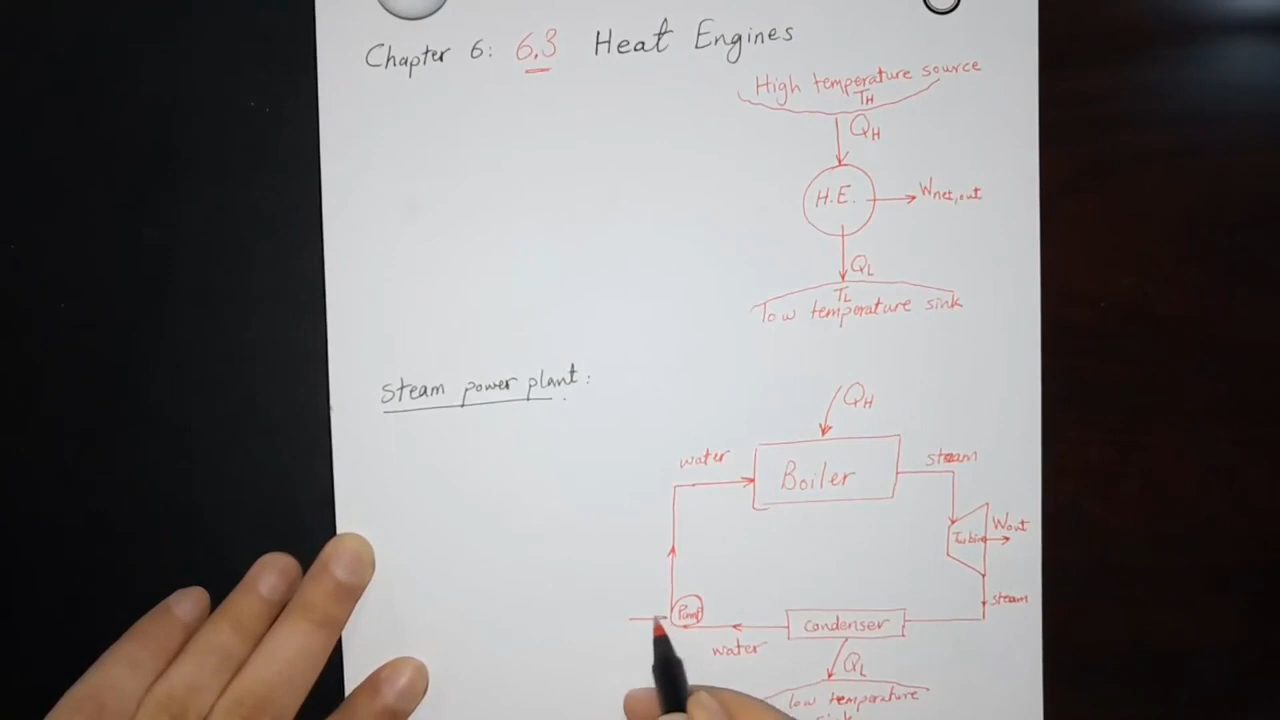 Chapter 6: 6.3 Heat Engines
High temperature source
TH
QH
H.E.
Wnet,out
QL
TL
Low temperature sink
Steam power plant:
QH
water
Boiler
steam
Turbine
Wout
steam
Pump
Condenser
water
QL
low temperature
sink